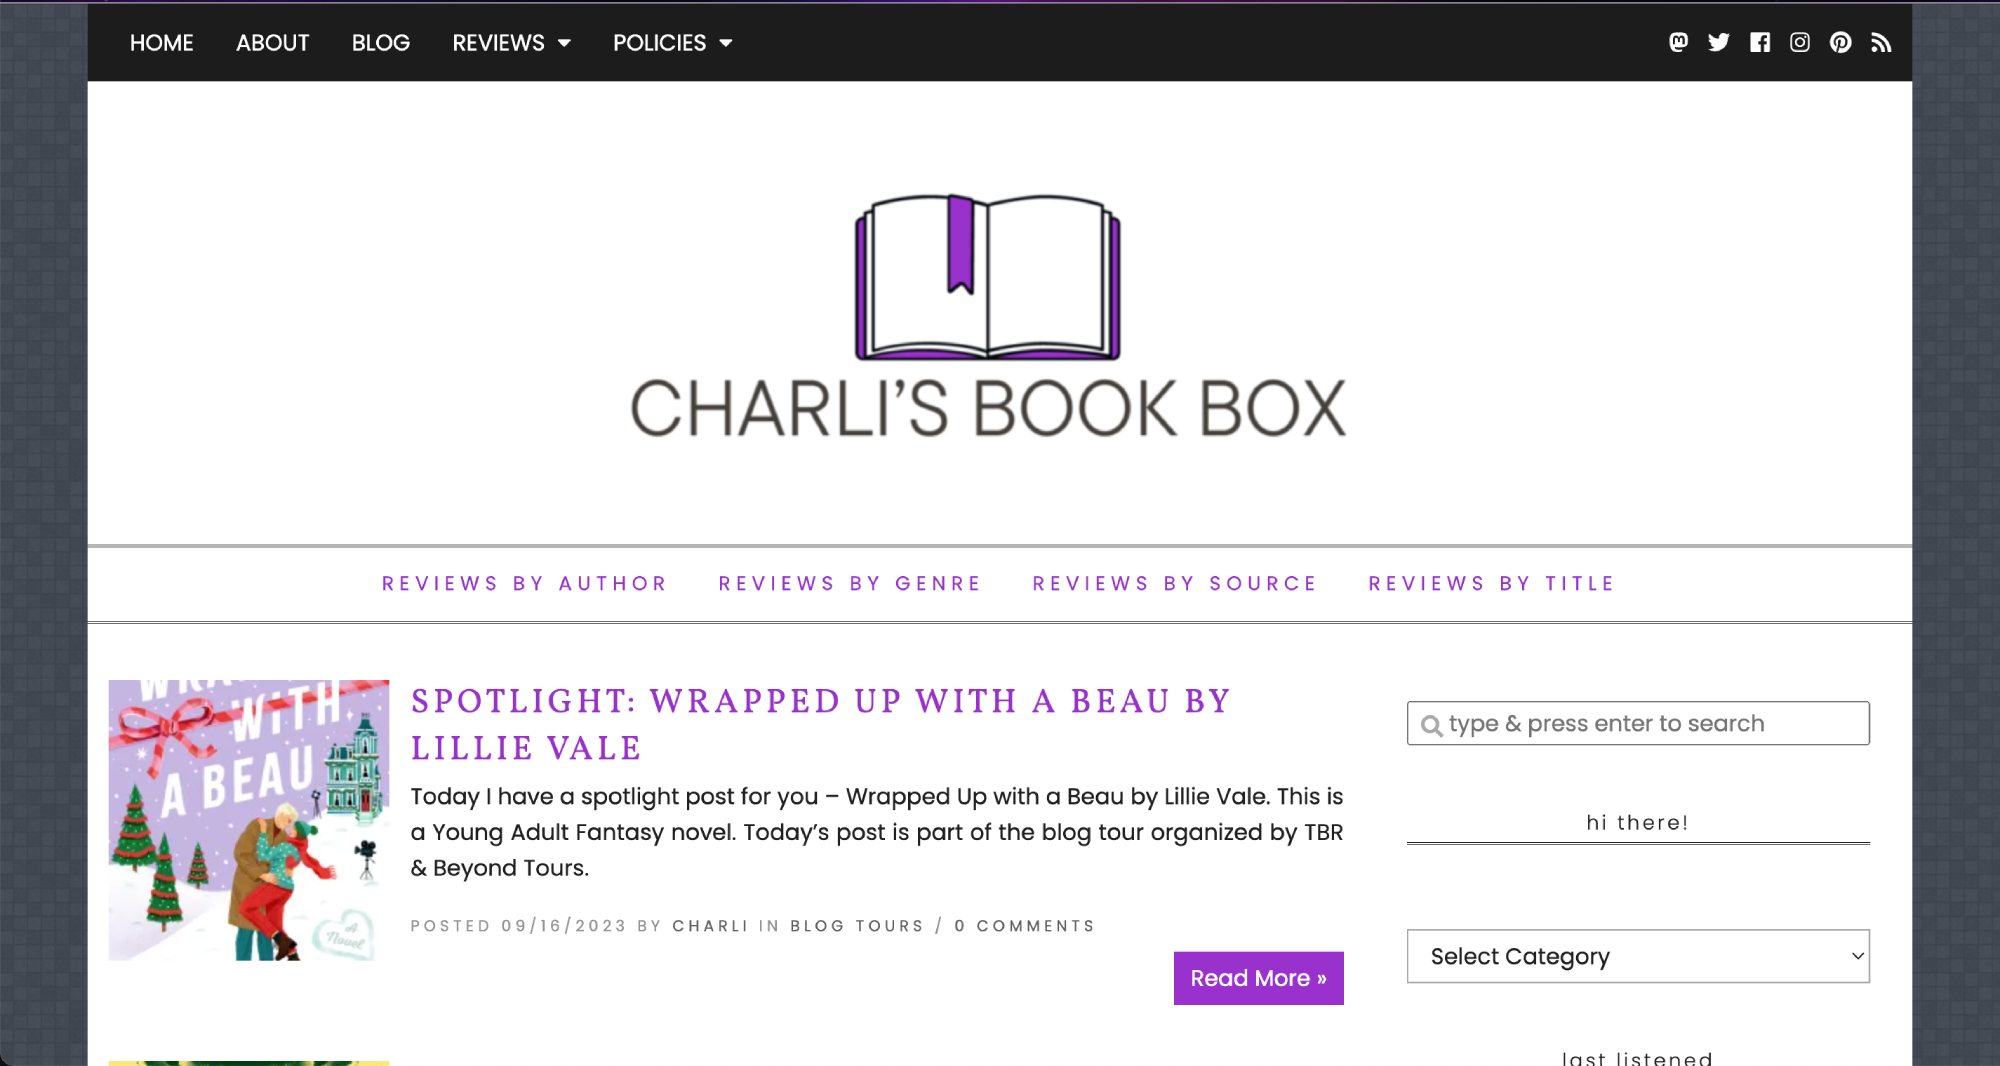 HOME ABOUT BLOG REVIEWS POLICIES
CHARLI'S BOOK BOX
REVIEWS BY AUTHOR REVIEWS BY GENRE REVIEWS BY SOURCE REVIEWS BY TITLE
WITH
A BEAU
A
Novel
SPOTLIGHT: WRAPPED UP WITH A BEAU BY
LILLIE VALE
Today I have a spotlight post for you – Wrapped Up with a Beau by Lillie Vale. This is
a Young Adult Fantasy novel. Today's post is part of the blog tour organized by TBR
& Beyond Tours.
POSTED 09/16/2023 BY CHARLI IN BLOG TOURS / 0 COMMENTS
Read More »
type & press enter to search
hi there!
Select Category
last listened